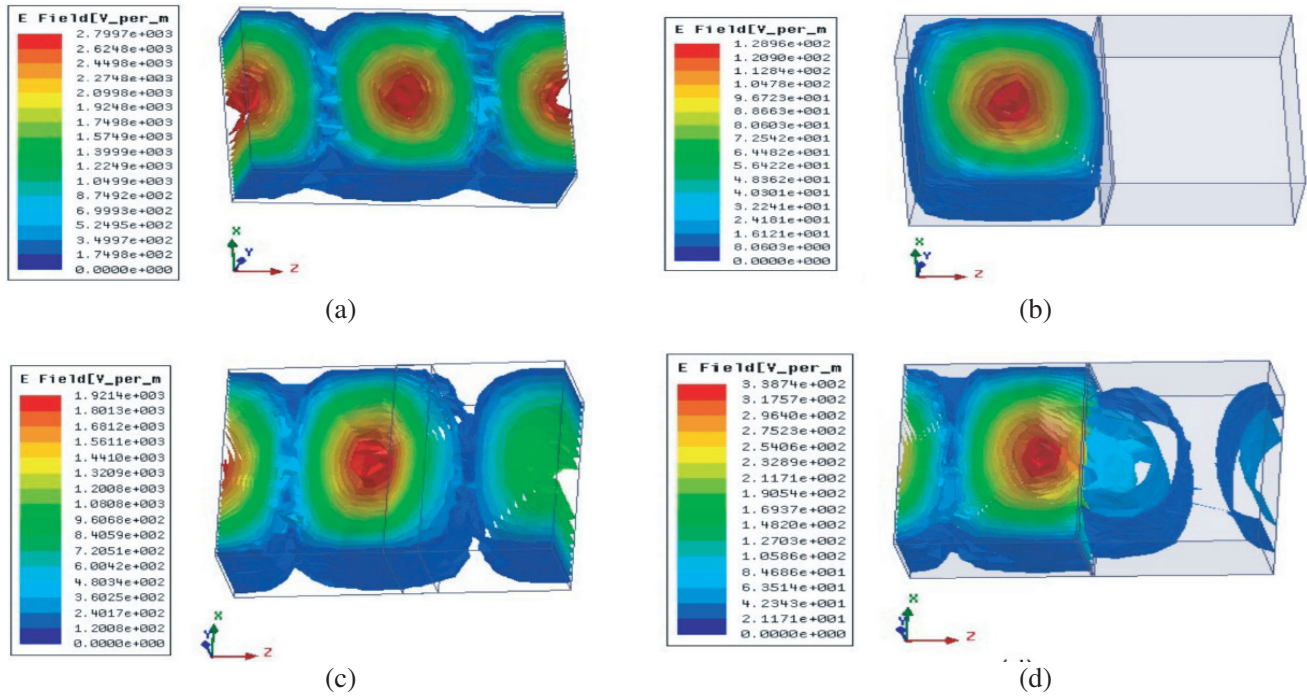 E Field[V_per_m
2.7997e+003
2.6248e+003
2.4498e+003
2.2748e+003
2.0998e+003
1.9248e+003
1.7498e+003
1.5749e+003
1.3999e+003
1.2249e+003
1.0499e+003
8.7492e+002
6.9993e+002
5.2495e+002
3.4997e+002
1.7498e+002
0.0000e+000
X
Y
Z
(a)
E Field[V_per_m
1.2896e+002
1.2090e+002
1.1284e+002
1.0478e+002
9.6723e+001
8.8663e+001
8.0603e+001
7.2542e+001
6.4482e+001
5.6422e+001
4.8362e+001
4.0301e+001
3.2241e+001
2.4181e+001
1.6121e+001
8.0603e+000
0.0000e+000
X
Y
Z
(b)
E Field[V_per_m
1.9214e+003
1.8013e+003
1.6812e+003
1.5611e+003
1.4410e+003
1.3209e+003
1.2008e+003
1.0808e+003
9.6068e+002
8.4059e+002
7.2051e+002
6.0042e+002
4.8034e+002
3.6025e+002
2.4017e+002
1.2008e+002
0.0000e+000
X
Y
Z
(c)
E Field[V_per_m
3.3874e+002
3.1757e+002
2.9640e+002
2.7523e+002
2.5406e+002
2.3289e+002
2.1171e+002
1.9054e+002
1.6937e+002
1.4820e+002
1.2703e+002
1.0586e+002
8.4686e+001
6.3514e+001
4.2343e+001
2.1171e+001
0.0000e+000
X
Y
Z
(d)